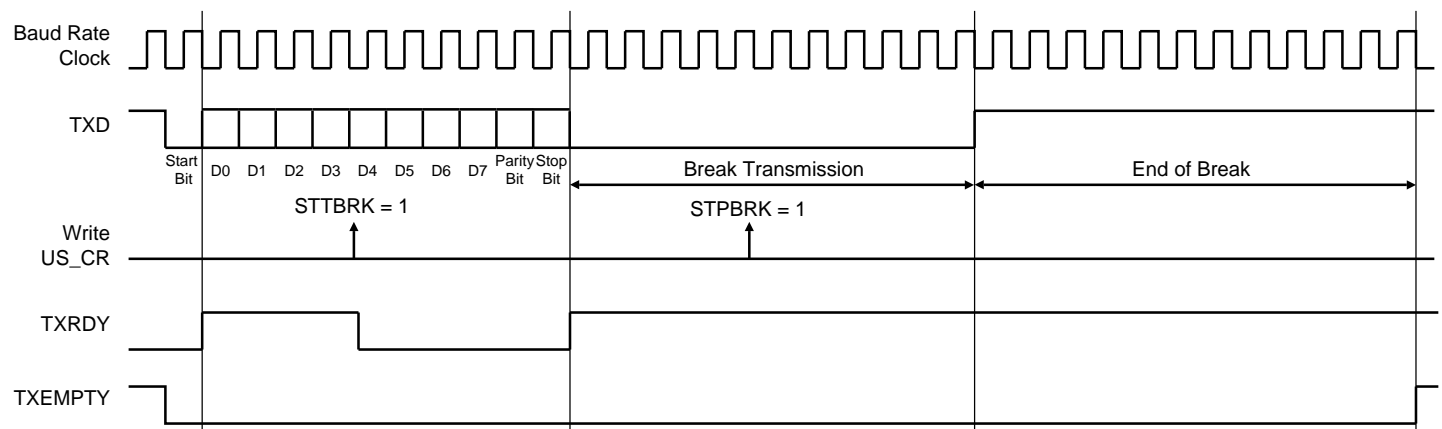 Baud Rate
Clock
TXD
Start
Bit
D0 D1 D2 D3 D4 D5 D6 D7
Parity
Bit
Stop
Bit
Break Transmission
End of Break
STTBRK = 1
STPBRK = 1
Write
US_CR
TXRDY
TXEMPTY